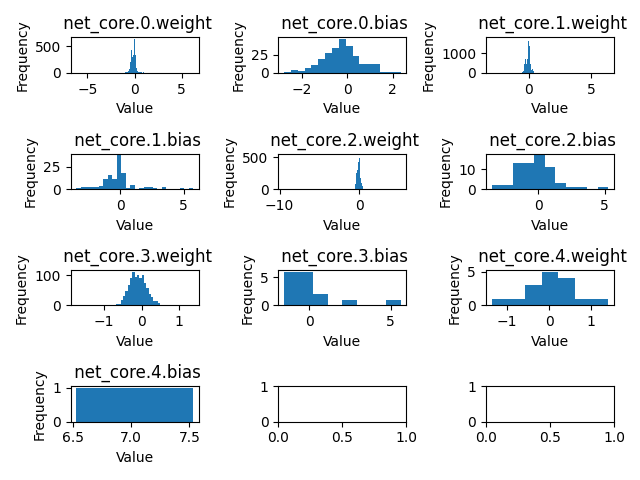 net_core.0.weight
net_core.0.bias
net_core.1.weight
Frequency
500
0
−5
0
5
Value
Frequency
25
0
−2
0
2
Value
Frequency
1000
0
0
5
Value
net_core.1.bias
net_core.2.weight
net_core.2.bias
Frequency
25
0
0
5
Value
Frequency
500
0
−10
0
Value
Frequency
10
0
0
5
Value
net_core.3.weight
net_core.3.bias
net_core.4.weight
Frequency
100
0
−1
0
1
Value
Frequency
5
0
0
5
Value
Frequency
5
0
−1
0
1
Value
net_core.4.bias
Frequency
1
0
6.5
7.0
7.5
Value
1
0
0.0
0.5
1.0
1
0
0.0
0.5
1.0